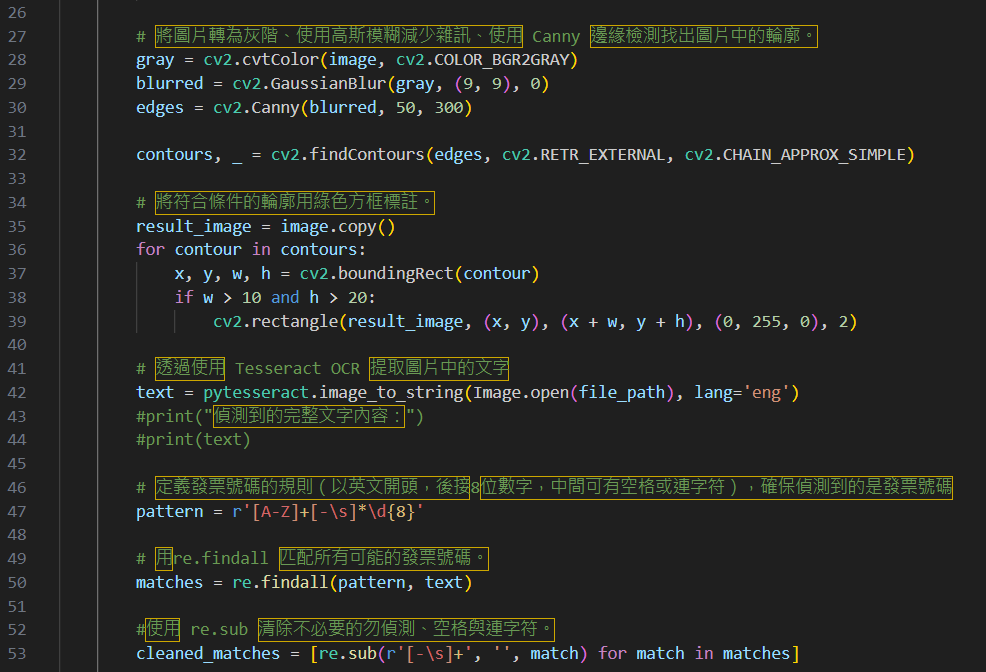 26
27 # 將圖片轉為灰階、使用高斯模糊減少雜訊、使用 Canny 邊緣檢測找出圖片中的輪廓。
28 gray = cv2.cvtColor(image, cv2.COLOR_BGR2GRAY)
29 blurred = cv2.GaussianBlur(gray, (9, 9), 0)
30 edges = cv2.Canny(blurred, 50, 300)
31
32 contours, _ = cv2.findContours(edges, cv2.RETR_EXTERNAL, cv2.CHAIN_APPROX_SIMPLE)
33
34 # 將符合條件的輪廓用綠色方框標註。
35 result_image = image.copy()
36 for contour in contours:
37     x, y, w, h = cv2.boundingRect(contour)
38     if w > 10 and h > 20:
39         cv2.rectangle(result_image, (x, y), (x + w, y + h), (0, 255, 0), 2)
40
41 # 透過使用 Tesseract OCR 提取圖片中的文字
42 text = pytesseract.image_to_string(Image.open(file_path), lang='eng')
43 #print("偵測到的完整文字內容：")
44 #print(text)
45
46 # 定義發票號碼的規則（以英文開頭，後接8位數字，中間可有空格或連字符），確保偵測到的是發票號碼
47 pattern = r'[A-Z]+[-\s]*\d{8}'
48
49 # 用re.findall 匹配所有可能的發票號碼。
50 matches = re.findall(pattern, text)
51
52 #使用 re.sub 清除不必要的勿偵測、空格與連字符。
53 cleaned_matches = [re.sub(r'[-\s]+', '', match) for match in matches]